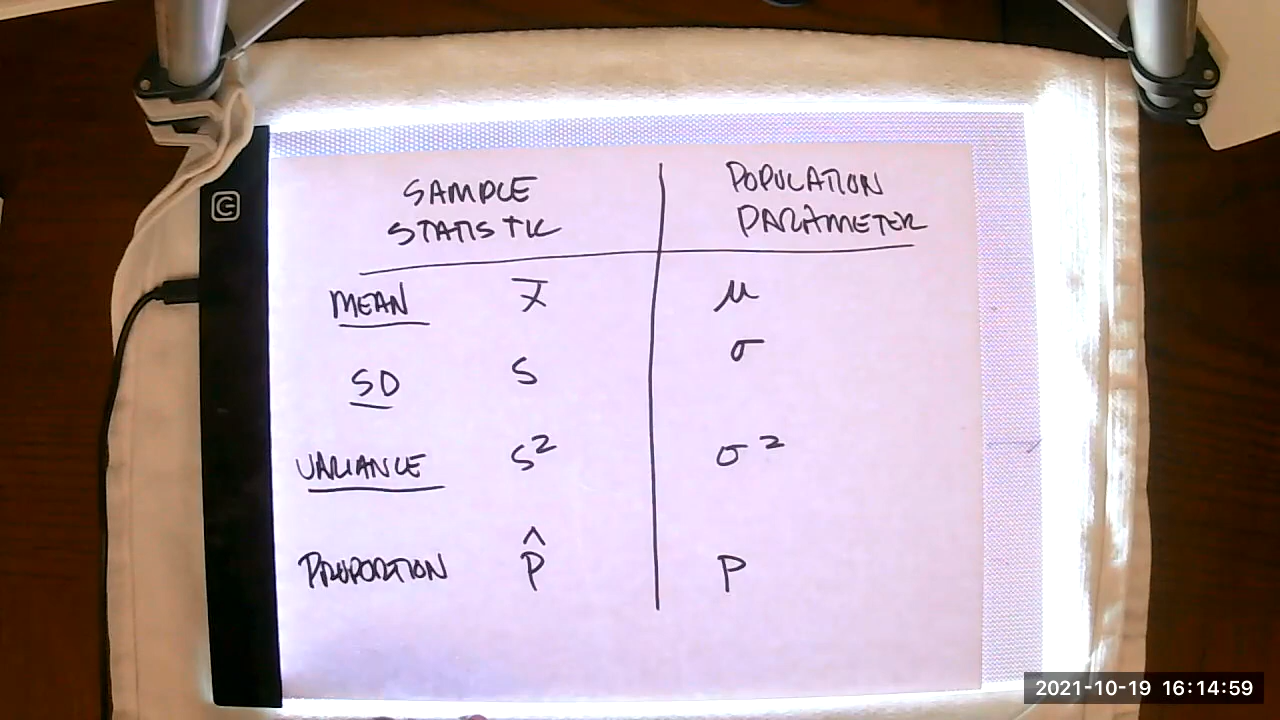 SAMPLE STATISTIC
POPULATION PARAMETER
MEAN x̄ μ
SD s σ
VARIANCE s² σ²
PROPORTION p̂ p
2021-10-19 16:14:59